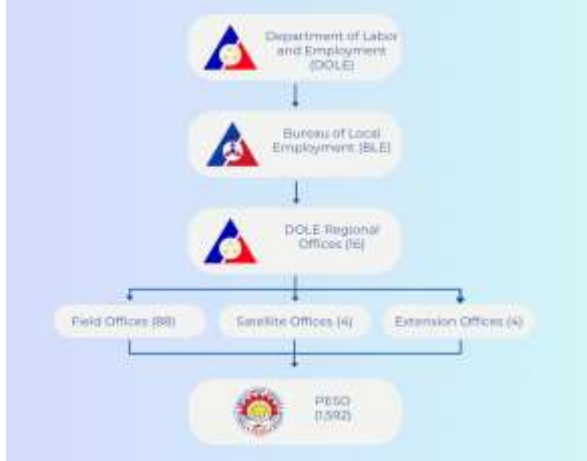 Department of Labor
and Employment
(DOLE)
Bureau of Local
Employment (BLE)
DOLE Regional
Offices (16)
Field Offices (88)
Satellite Offices (4)
Extension Offices (4)
PESO
(1,592)